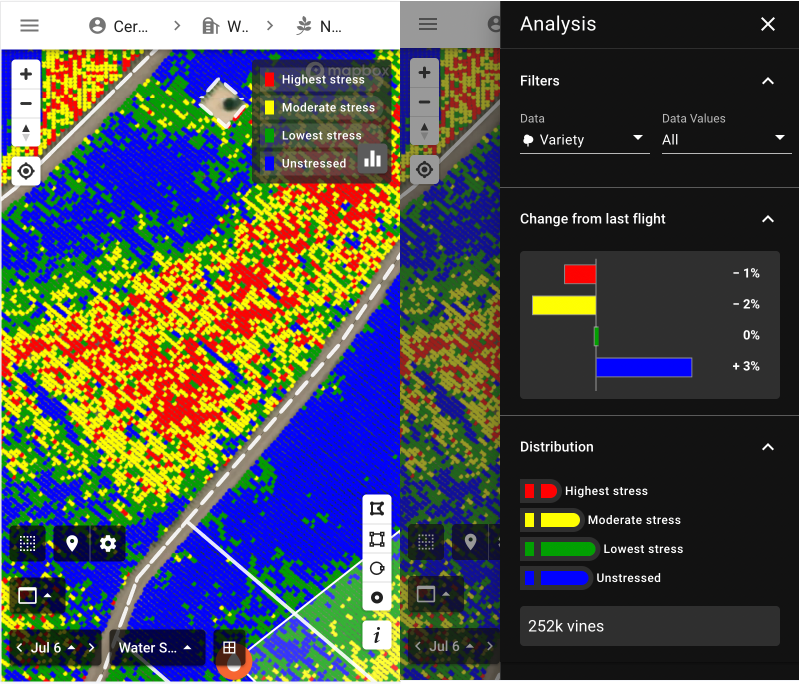 Cer...
W..
N...
mapbox
Highest stress
Moderate stress
Lowest stress
Unstressed
Jul 6
Water S...
i
Jul 6
Analysis
Filters
Data
Data Values
Variety
All
Change from last flight
− 1%
− 2%
0%
+ 3%
Distribution
Highest stress
Moderate stress
Lowest stress
Unstressed
252k vines